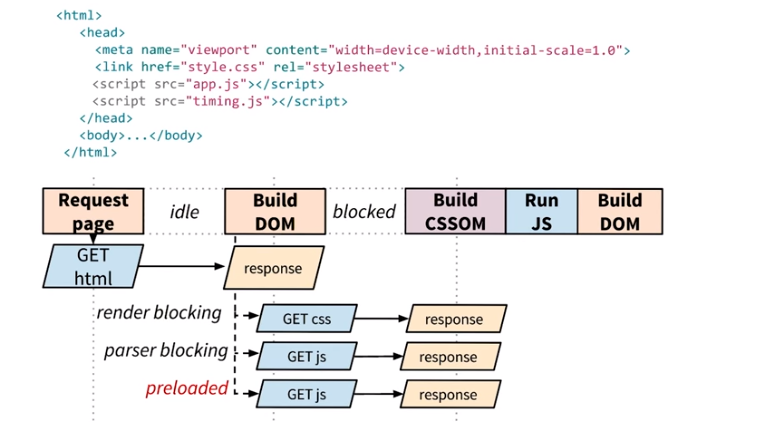 <html>
<head>
<meta name="viewport" content="width=device-width,initial-scale=1.0">
<link href="style.css" rel="stylesheet">
<script src="app.js"></script>
<script src="timing.js"></script>
</head>
<body>...</body>
</html>
Request page
idle
Build DOM
blocked
Build CSSOM
Run JS
Build DOM
GET html
response
render blocking
GET css
response
parser blocking
GET js
response
preloaded
GET js
response